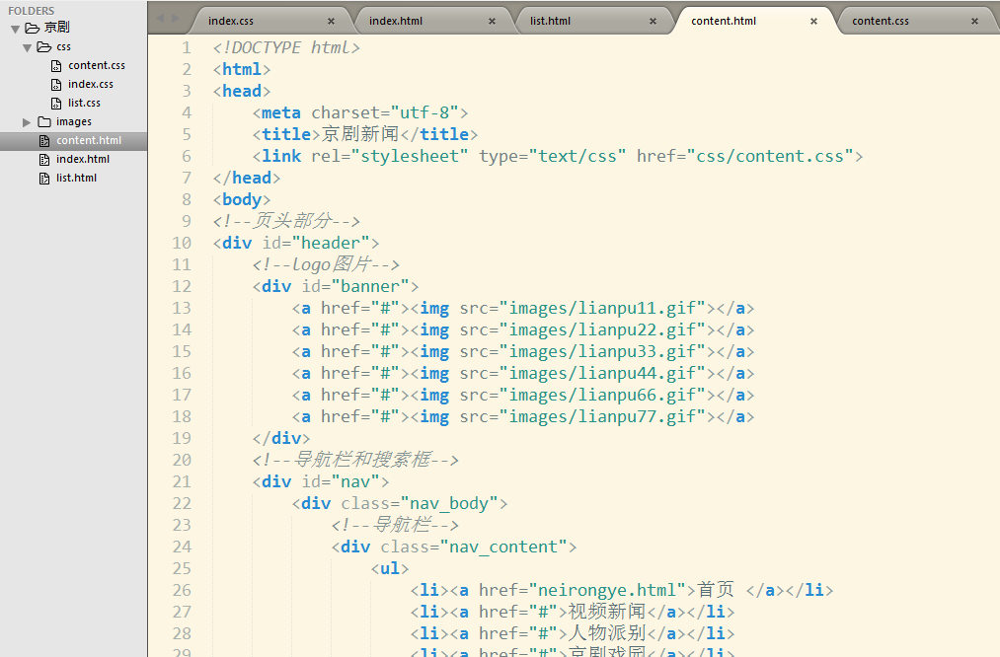 FOLDERS
京剧
css
content.css
index.css
list.css
images
content.html
index.html
list.html
index.css ×
index.html ×
list.html ×
content.html ×
content.css ×
1 <!DOCTYPE html>
2 <html>
3 <head>
4 <meta charset="utf-8">
5 <title>京剧新闻</title>
6 <link rel="stylesheet" type="text/css" href="css/content.css">
7 </head>
8 <body>
9 <!--页头部分-->
10 <div id="header">
11 <!--logo图片-->
12 <div id="banner">
13 <a href="#"><img src="images/lianpu11.gif"></a>
14 <a href="#"><img src="images/lianpu22.gif"></a>
15 <a href="#"><img src="images/lianpu33.gif"></a>
16 <a href="#"><img src="images/lianpu44.gif"></a>
17 <a href="#"><img src="images/lianpu66.gif"></a>
18 <a href="#"><img src="images/lianpu77.gif"></a>
19 </div>
20 <!--导航栏和搜索框-->
21 <div id="nav">
22 <div class="nav_body">
23 <!--导航栏-->
24 <div class="nav_content">
25 <ul>
26 <li><a href="neirongye.html">首页 </a></li>
27 <li><a href="#">视频新闻</a></li>
28 <li><a href="#">人物派别</a></li>
29 <li><a href="#">京剧戏园</a></li>